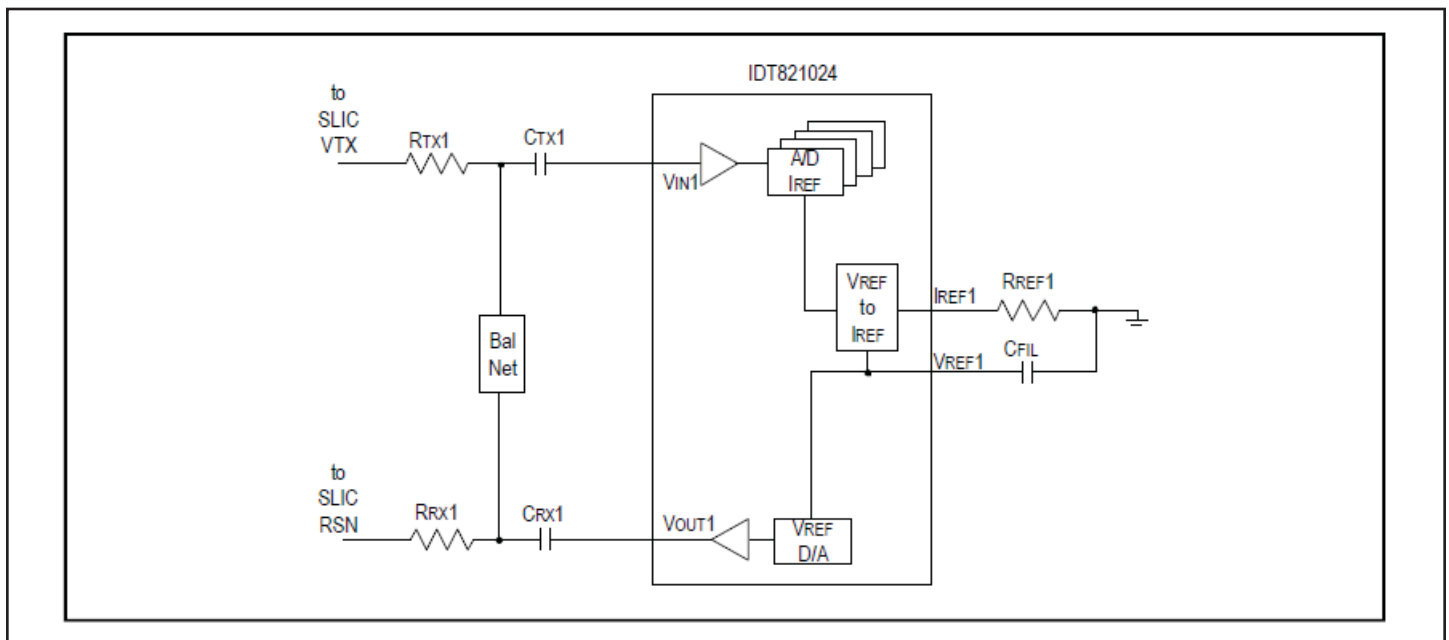 IDT821024
to
SLIC
VTX
RTX1
CTX1
VIN1
A/D
IREF
VREF
to
IREF
IREF1
RREF1
VREF1
CFIL
Bal
Net
to
SLIC
RSN
RRX1
CRX1
VOUT1
VREF
D/A